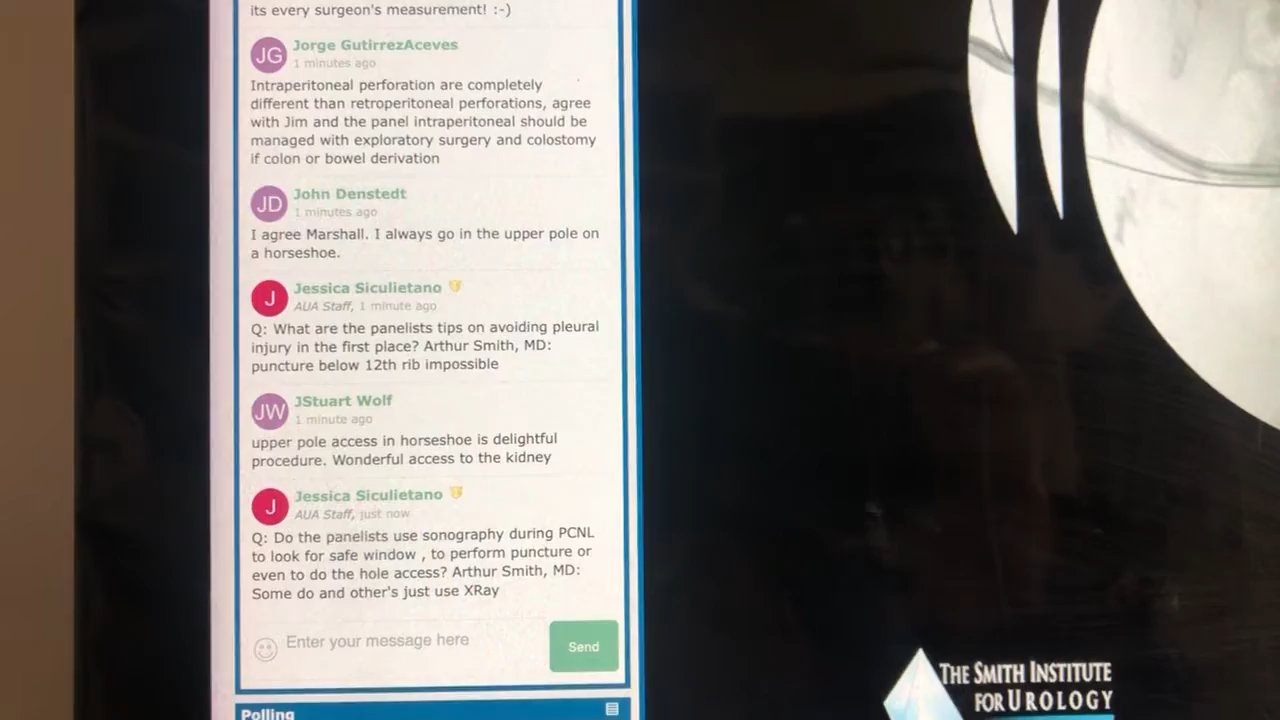 its every surgeon's measurement! :-)
JG
Jorge GutirrezAceves
1 minutes ago
Intraperitoneal perforation are completely
different than retroperitoneal perforations, agree
with Jim and the panel intraperitoneal should be
managed with exploratory surgery and colostomy
if colon or bowel derivation
JD
John Denstedt
1 minutes ago
I agree Marshall. I always go in the upper pole on
a horseshoe.
J
Jessica Siculietano
AUA Staff, 1 minute ago
Q: What are the panelists tips on avoiding pleural
injury in the first place? Arthur Smith, MD:
puncture below 12th rib impossible
JW
JStuart Wolf
1 minute ago
upper pole access in horseshoe is delightful
procedure. Wonderful access to the kidney
J
Jessica Siculietano
AUA Staff, just now
Q: Do the panelists use sonography during PCNL
to look for safe window , to perform puncture or
even to do the hole access? Arthur Smith, MD:
Some do and other's just use XRay
Enter your message here
Send
Polling
THE SMITH INSTITUTE
FOR UROLOGY